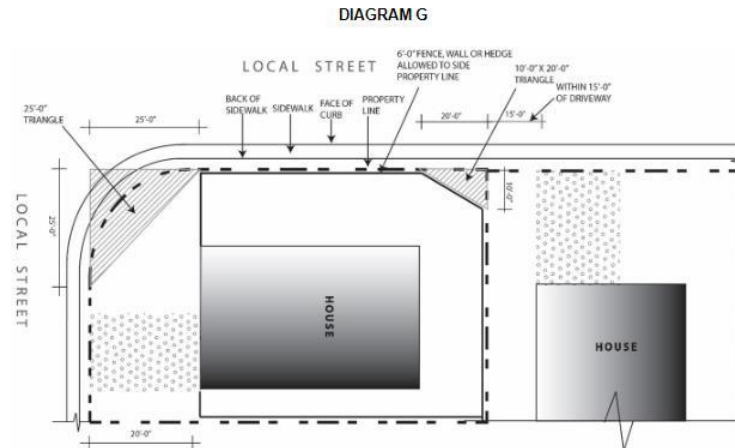 DIAGRAM G
LOCAL STREET
6'-0" FENCE, WALL OR HEDGE
ALLOWED TO SIDE
PROPERTY LINE
10'-0" X 20'-0"
TRIANGLE
WITHIN 15'-0"
OF DRIVEWAY
25'-0"
TRIANGLE
25'-0"
BACK OF
SIDEWALK
SIDEWALK
FACE OF
CURB
PROPERTY
LINE
20'-0"
15'-0"
10'-0"
25'-0"
LOCAL STREET
HOUSE
HOUSE
20'-0"